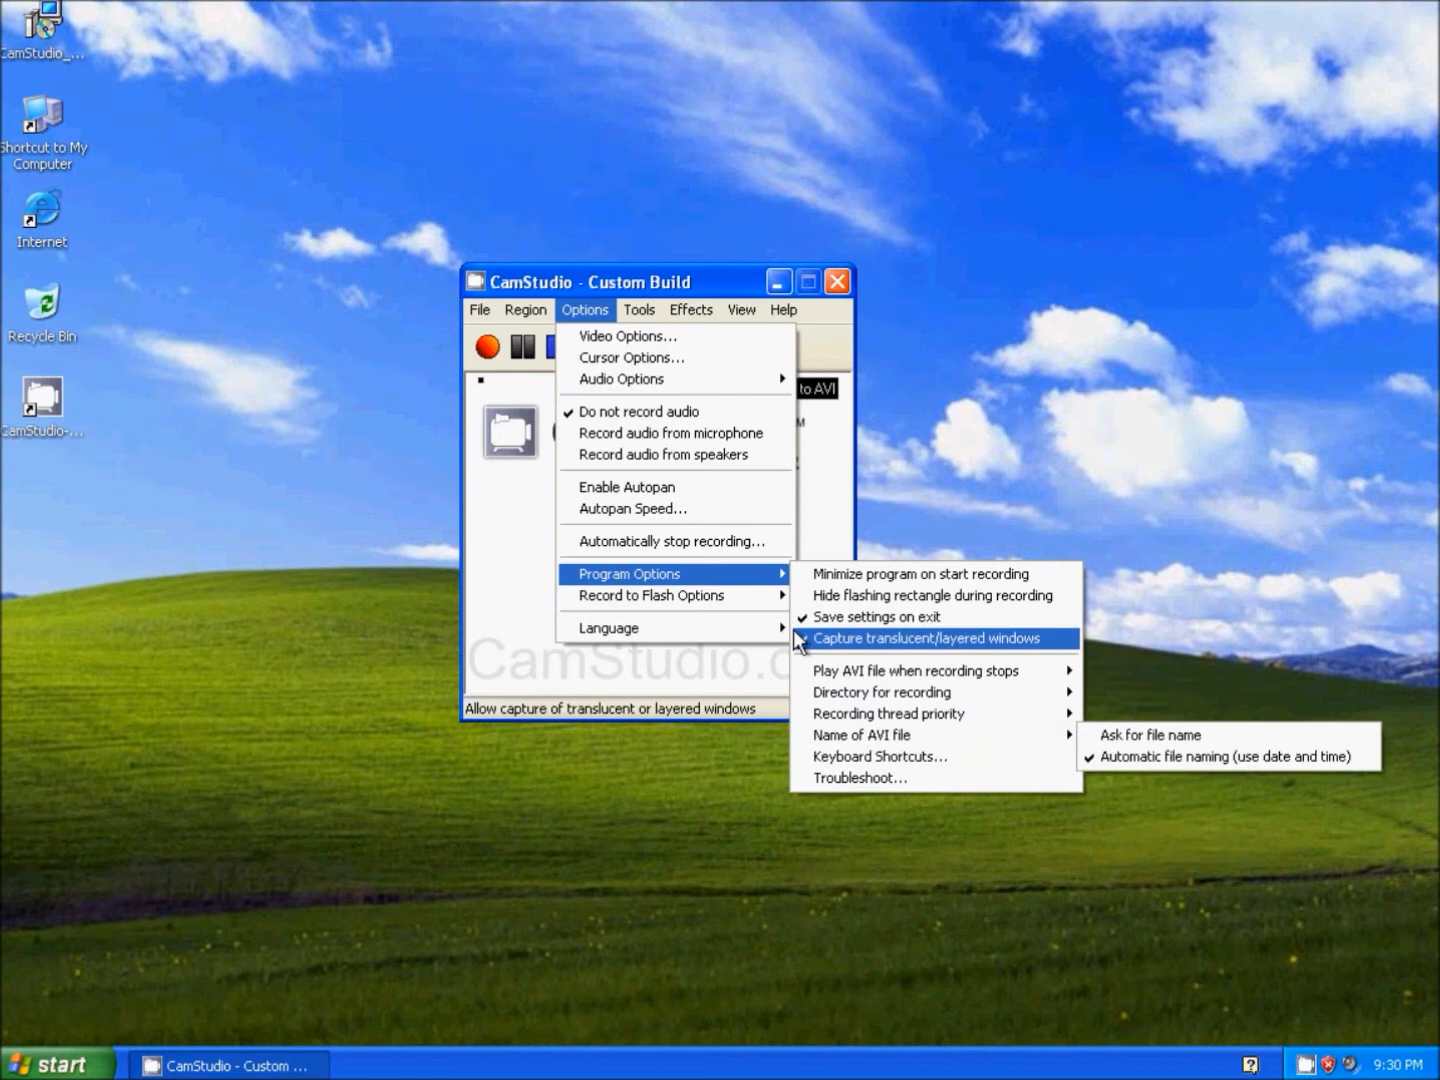 CamStudio_...
Shortcut to My
Computer
Internet
Recycle Bin
CamStudio-...
CamStudio - Custom Build
File Region Options Tools Effects View Help
to AVI
Video Options...
Cursor Options...
Audio Options
Do not record audio
Record audio from microphone
Record audio from speakers
Enable Autopan
Autopan Speed...
Automatically stop recording...
Program Options
Record to Flash Options
Language
Minimize program on start recording
Hide flashing rectangle during recording
Save settings on exit
Capture translucent/layered windows
Play AVI file when recording stops
Directory for recording
Recording thread priority
Name of AVI file
Keyboard Shortcuts...
Troubleshoot...
Ask for file name
Automatic file naming (use date and time)
CamStudio.
Allow capture of translucent or layered windows
start
CamStudio - Custom ...
9:30 PM